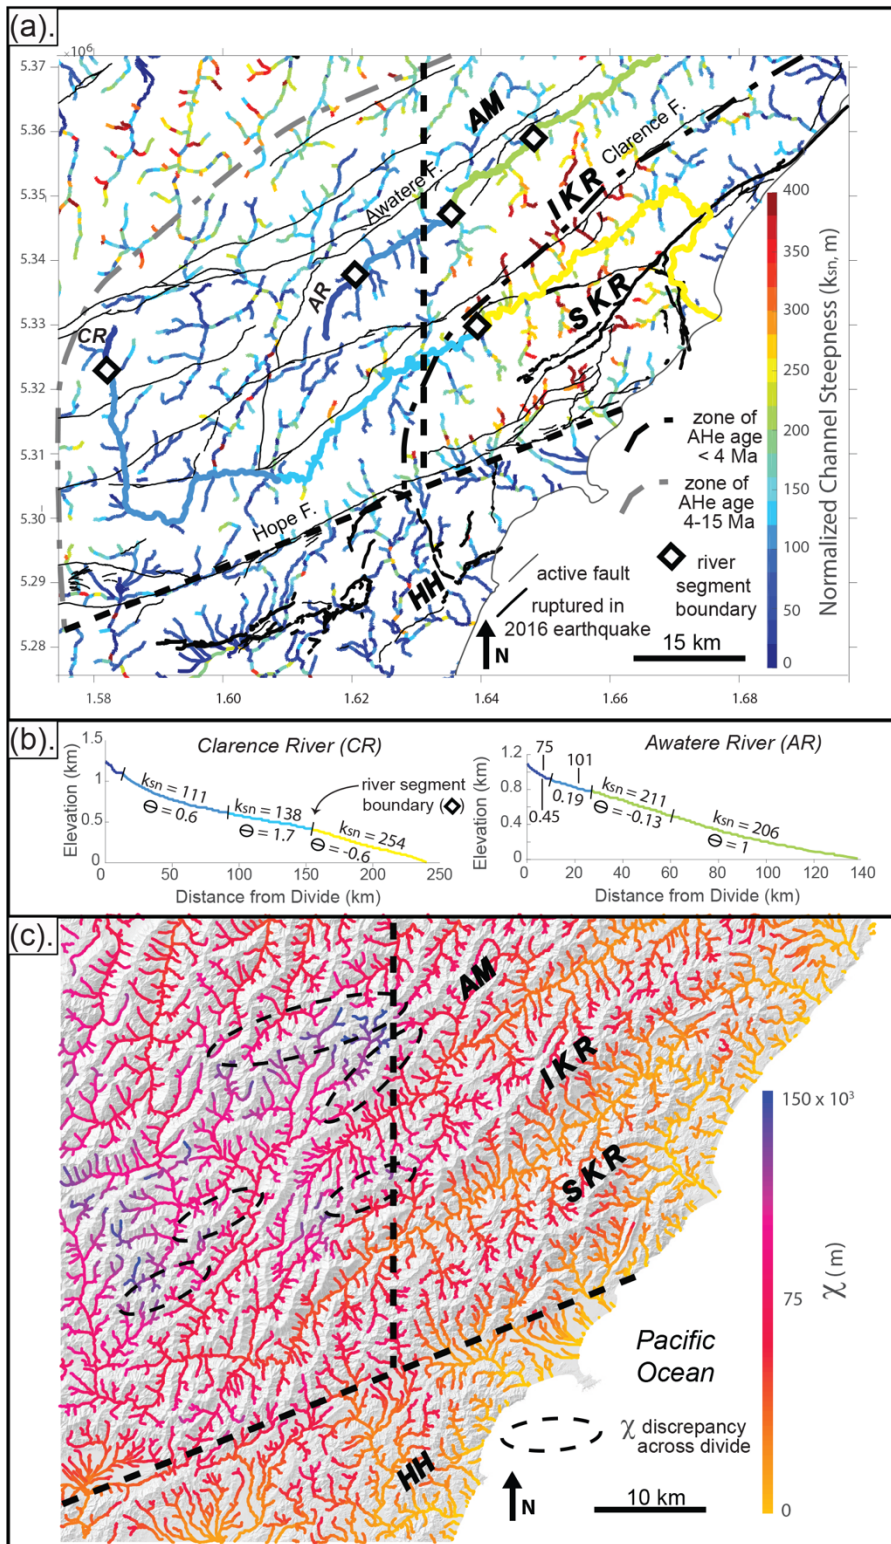 (a).
×10⁶
5.37
5.36
5.35
5.34
5.33
5.32
5.31
5.30
5.29
5.28
1.58
1.60
1.62
1.64
1.66
1.68
AM
Awatere F.
IKR
Clarence F.
SKR
AR
CR
Hope F.
HH
400
350
300
250
200
150
100
50
0
Normalized Channel Steepness (ksn, m)
zone of
AHe age
< 4 Ma
zone of
AHe age
4-15 Ma
river
segment
boundary
active fault
ruptured in
2016 earthquake
N
15 km
(b).
Clarence River (CR)
Elevation (km)
1.5
1
0.5
0
ksn = 111
Θ = 0.6
ksn = 138
Θ = 1.7
ksn = 254
Θ = -0.6
river segment
boundary (◇)
0 50 100 150 200 250
Distance from Divide (km)
Awatere River (AR)
Elevation (km)
1.2
0.8
0.4
0
75
101
0.45
0.19
ksn = 211
Θ = -0.13
206
Θ = 1
0 20 40 60 80 100 120 140
Distance from Divide (km)
(c).
AM
IKR
SKR
HH
150 x 10³
75
0
χ (m)
Pacific
Ocean
χ discrepancy
across divide
N
10 km